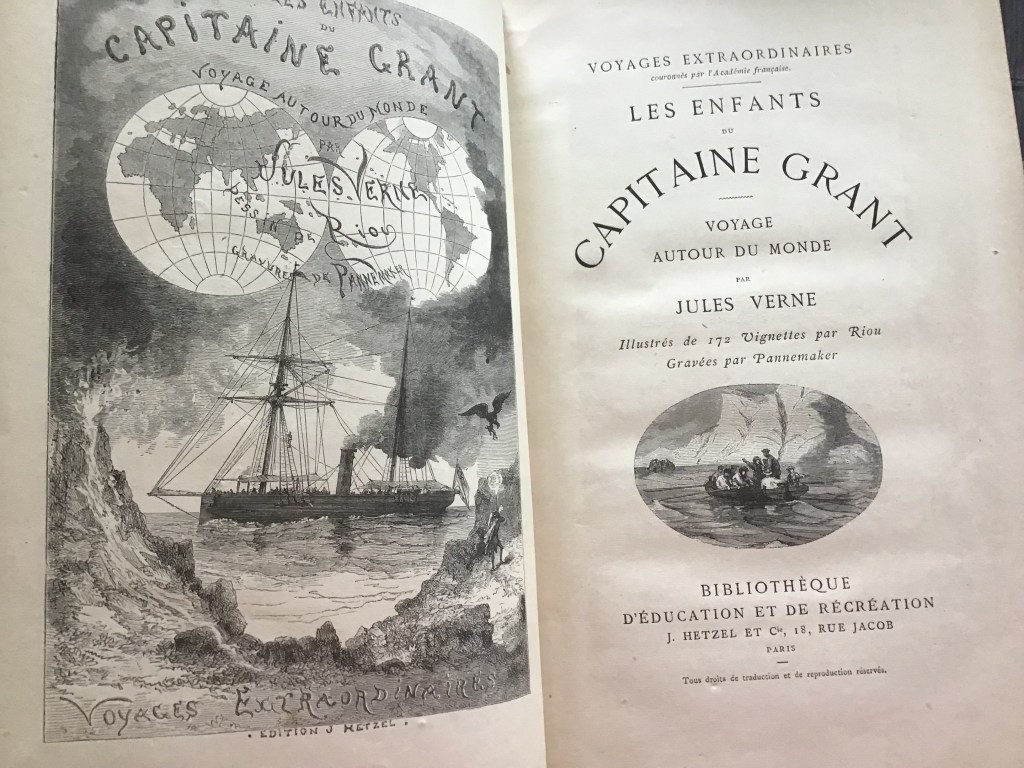 LES ENFANTS
DU
CAPITAINE GRANT
VOYAGE AUTOUR DU MONDE
PAR
JULES VERNE
DESSIN DE RIOU
GRAVURES DE PANNEMAKER
VOYAGES EXTRAORDINAIRES
· EDITION J HETZEL ·
VOYAGES EXTRAORDINAIRES
couronnés par l'Académie française.
LES ENFANTS
DU
CAPITAINE GRANT
VOYAGE
AUTOUR DU MONDE
PAR
JULES VERNE
Illustrés de 172 Vignettes par Riou
Gravées par Pannemaker
BIBLIOTHÈQUE
D'ÉDUCATION ET DE RÉCRÉATION
J. HETZEL ET Cie, 18, RUE JACOB
PARIS
Tous droits de traduction et de reproduction réservés.